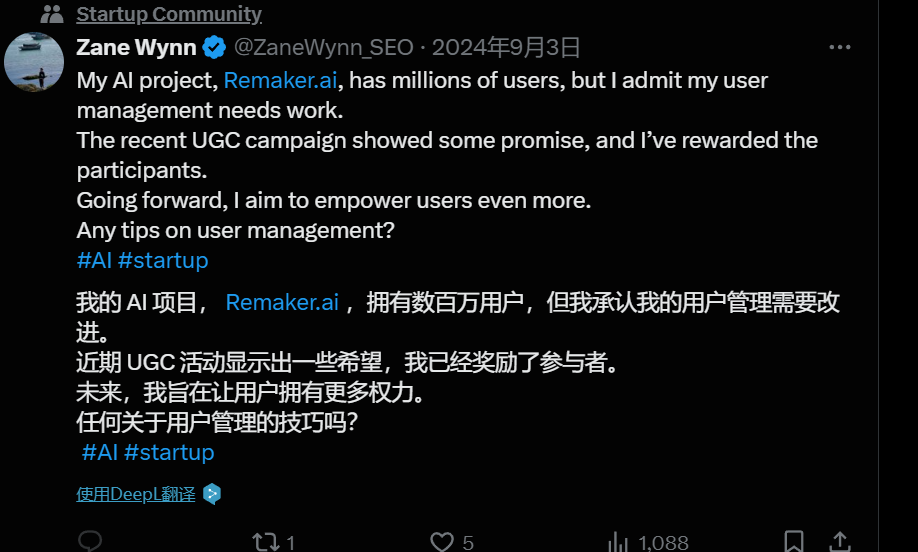 Startup Community
Zane Wynn @ZaneWynn_SEO · 2024年9月3日
My AI project, Remaker.ai, has millions of users, but I admit my user
management needs work.
The recent UGC campaign showed some promise, and I’ve rewarded the
participants.
Going forward, I aim to empower users even more.
Any tips on user management?
#AI #startup
我的 AI 项目， Remaker.ai ，拥有数百万用户，但我承认我的用户管理需要改
进。
近期 UGC 活动显示出一些希望，我已经奖励了参与者。
未来，我旨在让用户拥有更多权力。
任何关于用户管理的技巧吗？
#AI #startup
使用DeepL翻译
1 5 1,088